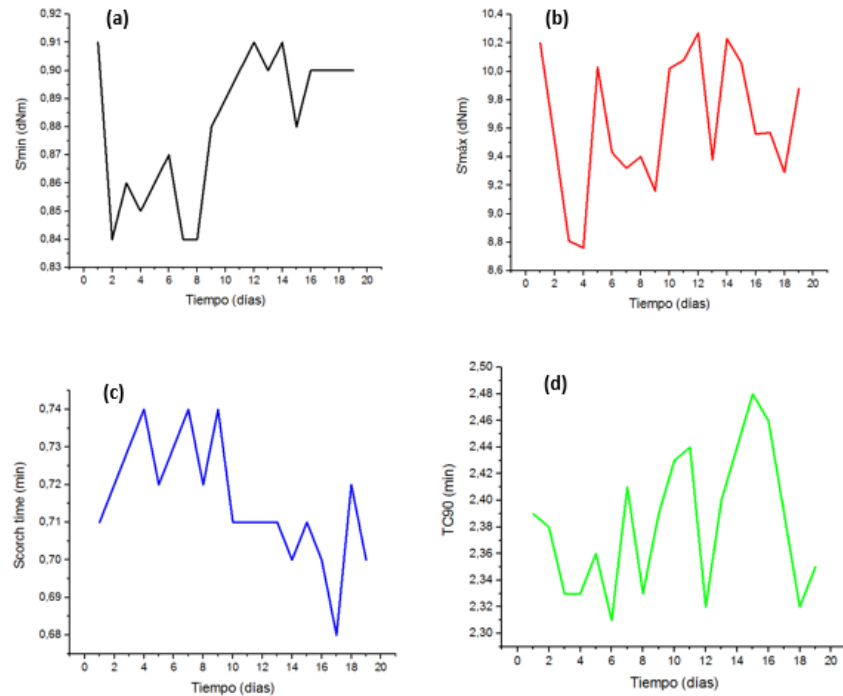 (a)
0,92
0,91
0,90
0,89
0,88
0,87
0,86
0,85
0,84
0,83
S'min (dNm)
0 2 4 6 8 10 12 14 16 18 20
Tiempo (días)
(b)
10,4
10,2
10,0
9,8
9,6
9,4
9,2
9,0
8,8
8,6
S'máx (dNm)
0 2 4 6 8 10 12 14 16 18 20
Tiempo (días)
(c)
0,74
0,73
0,72
0,71
0,70
0,69
0,68
Scorch time (min)
0 2 4 6 8 10 12 14 16 18 20
Tiempo (días)
(d)
2,50
2,48
2,46
2,44
2,42
2,40
2,38
2,36
2,34
2,32
2,30
TC90 (min)
0 2 4 6 8 10 12 14 16 18 20
Tiempo (días)